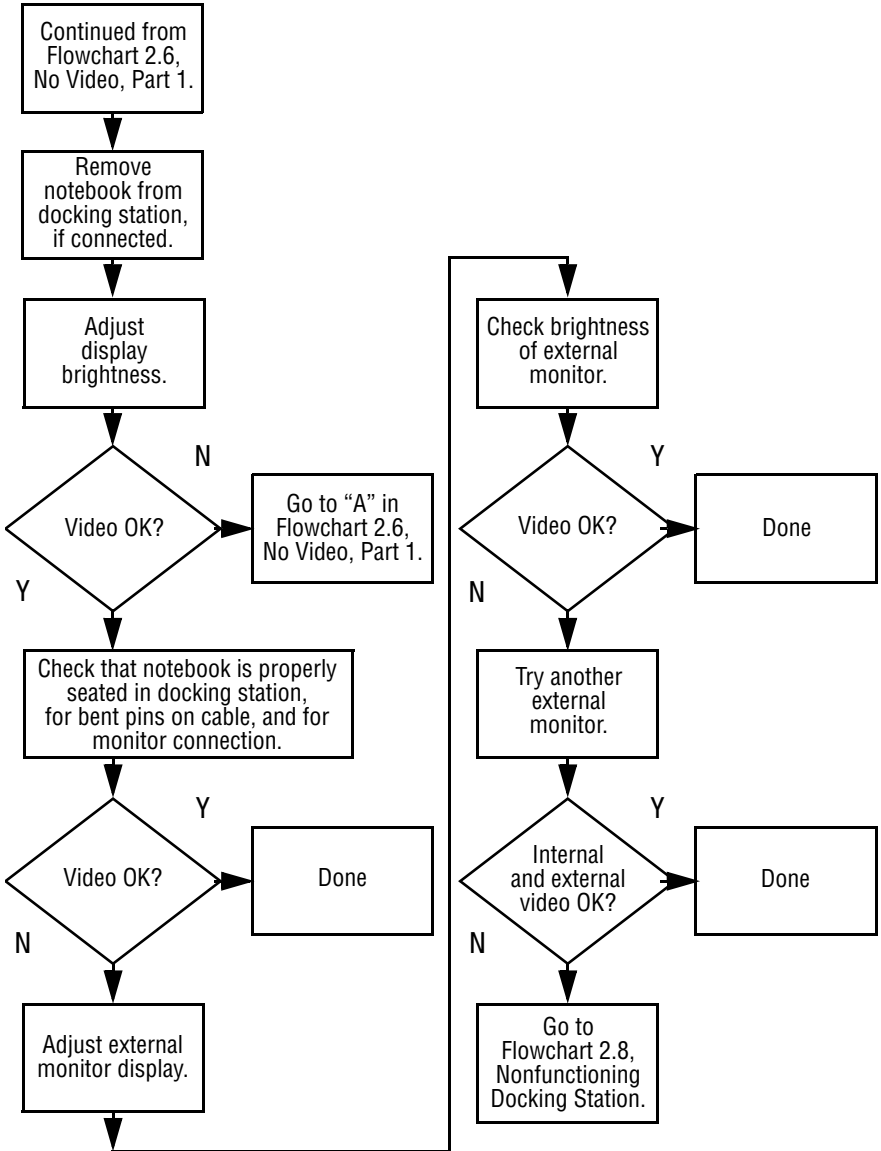 Continued from
Flowchart 2.6,
No Video, Part 1.
Remove
notebook from
docking station,
if connected.
Adjust
display
brightness.
N
Video OK?
Go to “A” in
Flowchart 2.6,
No Video, Part 1.
Y
Check that notebook is properly
seated in docking station,
for bent pins on cable, and for
monitor connection.
Y
Video OK?
Done
N
Adjust external
monitor display.
Check brightness
of external
monitor.
Y
Video OK?
Done
N
Try another
external
monitor.
Y
Internal
and external
video OK?
Done
N
Go to
Flowchart 2.8,
Nonfunctioning
Docking Station.